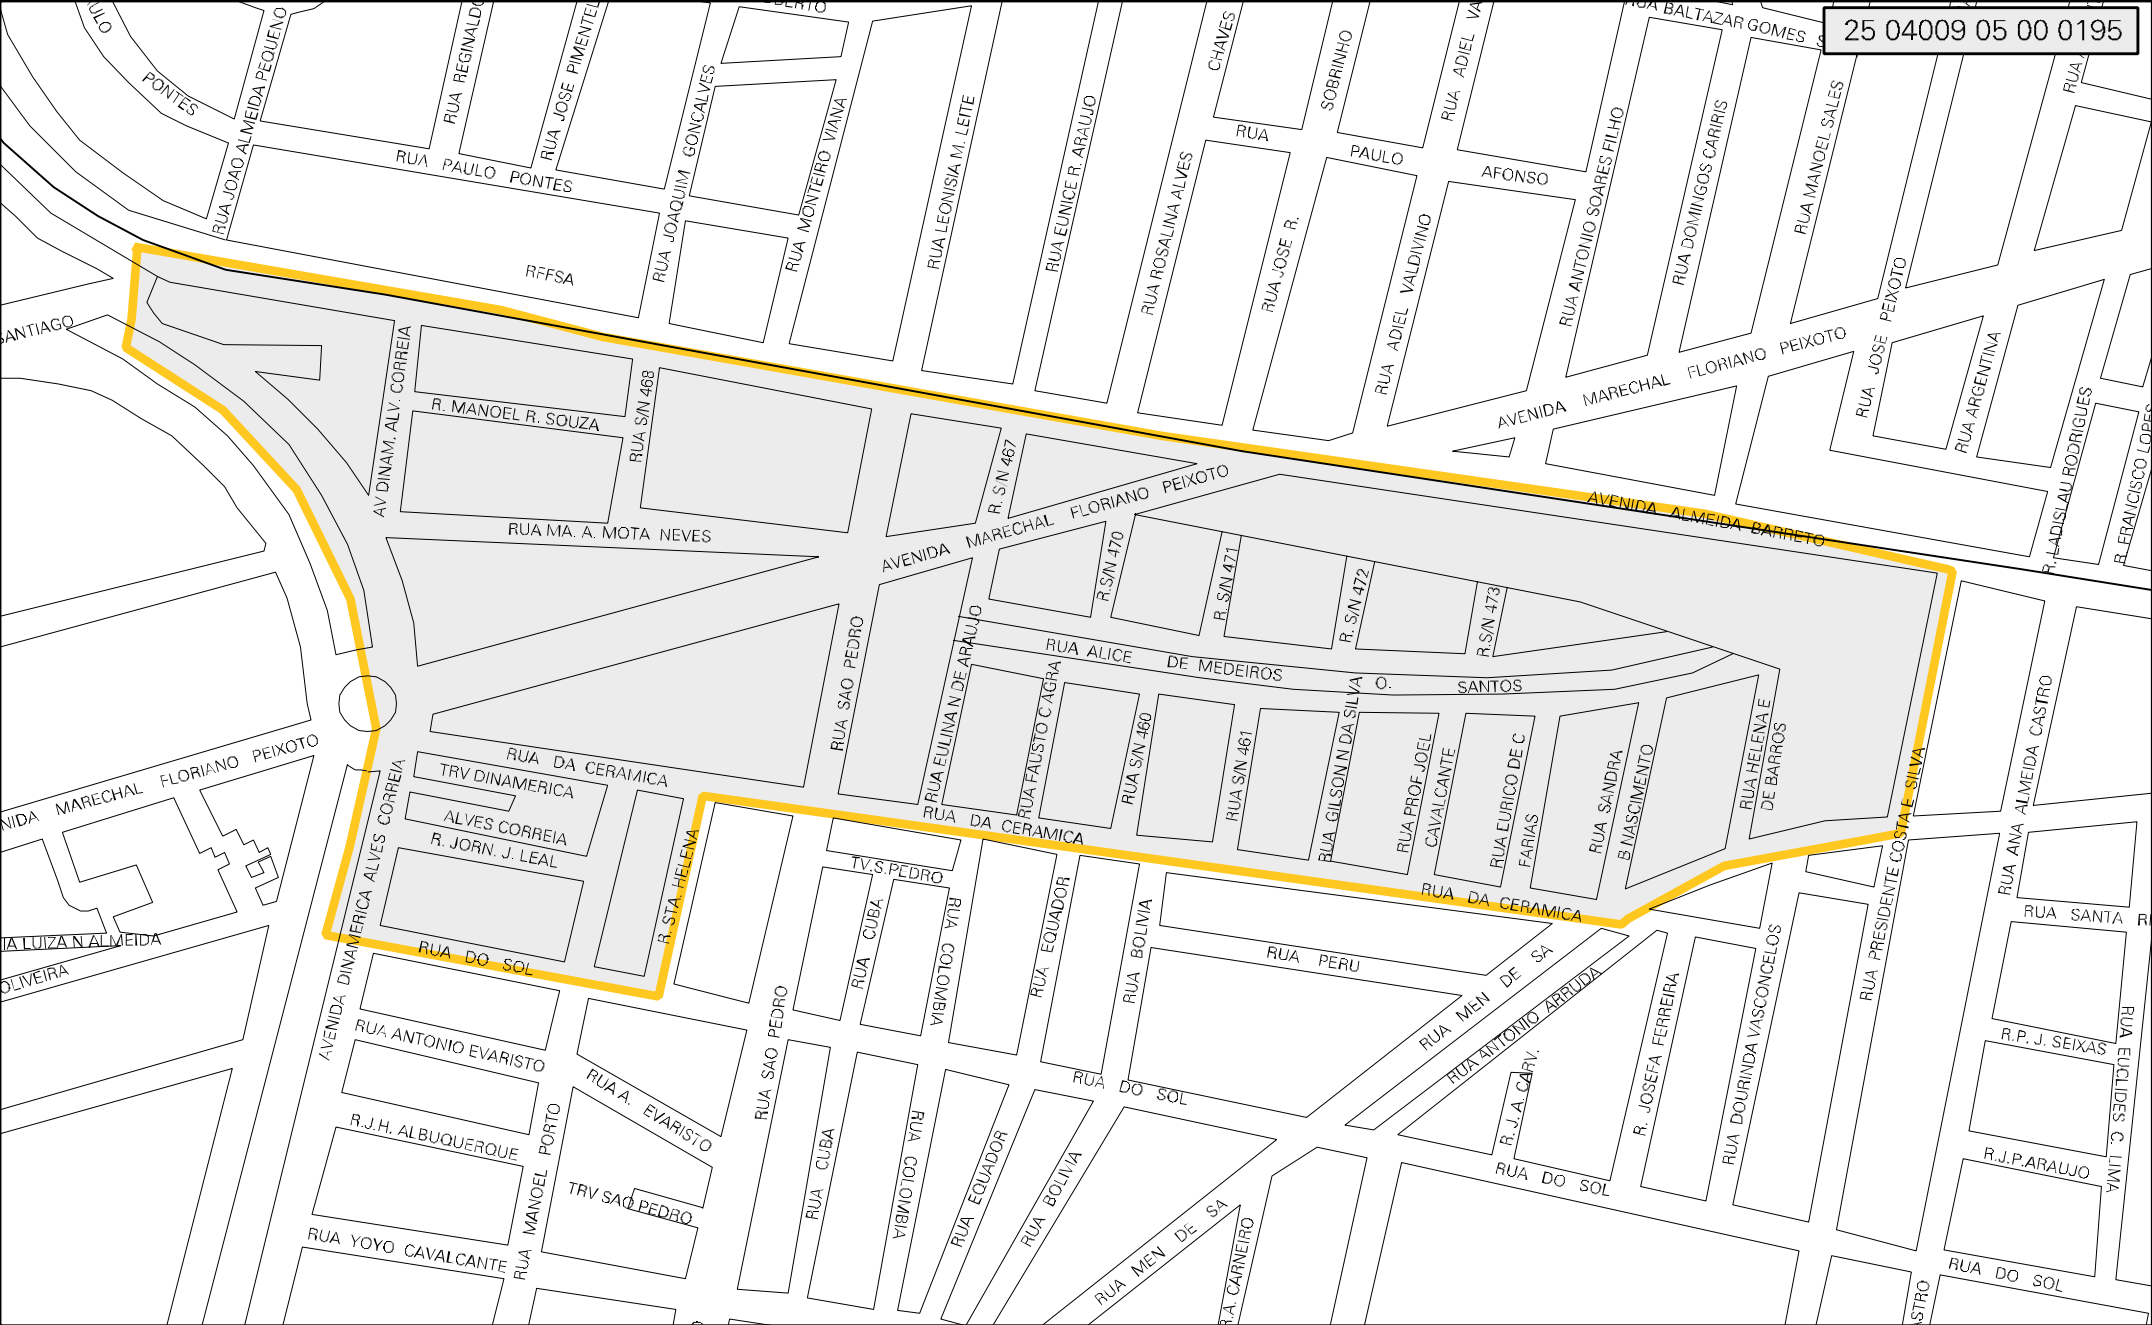 25 04009 05 00 0195
PONTES
RUA JOAO ALMEIDA PEQUENO
RUA JOSE PIMENTEL
RUA JOAQUIM GONCALVES
RUA MONTEIRO VIANA
RUA LEONISIA M. LEITE
RUA EUNICE R. ARAUJO
CHAVES
RUA ROSALINA ALVES
SOBRINHO
RUA JOSE R.
RUA ADIEL VA
RUA ADIEL VALDIVINO
RUA BALTAZAR GOMES
RUA ANTONIO SOARES FILHO
RUA DOMINGOS CARIRIS
RUA MANOEL SALES
RUA PAULO PONTES
RUA PAULO AFONSO
RFFSA
SANTIAGO
AVENIDA MARECHAL FLORIANO PEIXOTO
RUA JOSE PEIXOTO
RUA ARGENTINA
R. LADISLAU RODRIGUES
R. FRANCISCO LOPES
AV DINAM. ALV. CORREIA
R. MANOEL R. SOUZA
RUA S/N 468
R. S/N 467
RUA MA. A. MOTA NEVES
AVENIDA MARECHAL FLORIANO PEIXOTO
AVENIDA ALMEIDA BARRETO
R.S/N 470
R. S/N 471
R. S/N 472
R.S/N 473
RUA SAO PEDRO
RUA EULINA N DE ARAUJO
RUA ALICE DE MEDEIROS O. SANTOS
RUA FAUSTO C AGRA
RUA S/N 460
RUA S/N 461
RUA GILSON N DA SILVA
RUA PROF JOEL
CAVALCANTE
RUA EURICO DE C
FARIAS
RUA SANDRA
B NASCIMENTO
RUA HELENA E
DE BARROS
RUA PRESIDENTE COSTA E SILVA
RUA ANA ALMEIDA CASTRO
NIDA MARECHAL FLORIANO PEIXOTO
RUA DA CERAMICA
TRV DINAMERICA
ALVES CORREIA
R. JORN. J. LEAL
R. STA. HELENA
RUA DO SOL
AVENIDA DINAMERICA ALVES CORREIA
RUA DA CERAMICA
RUA DA CERAMICA
TV.S.PEDRO
RUA CUBA
RUA COLOMBIA
RUA EQUADOR
RUA BOLIVIA
RUA PERU
RUA MEN DE SA
RUA ANTONIO ARRUDA
R. J. A. CARV.
R. JOSEFA FERREIRA
RUA DOURINDA VASCONCELOS
RUA SANTA
R.P. J. SEIXAS
RUA EUCLIDES C. LIMA
R.J.P.ARAUJO
IA LUIZA N ALMEIDA
OLIVEIRA
RUA ANTONIO EVARISTO
RUA A. EVARISTO
R.J.H. ALBUQUERQUE
RUA MANOEL PORTO
TRV SAO PEDRO
RUA YOYO CAVALCANTE
RUA SAO PEDRO
RUA CUBA
RUA COLOMBIA
RUA EQUADOR
RUA BOLIVIA
RUA DO SOL
RUA MEN DE SA
R.A. CARNEIRO
RUA DO SOL
RUA DO SOL